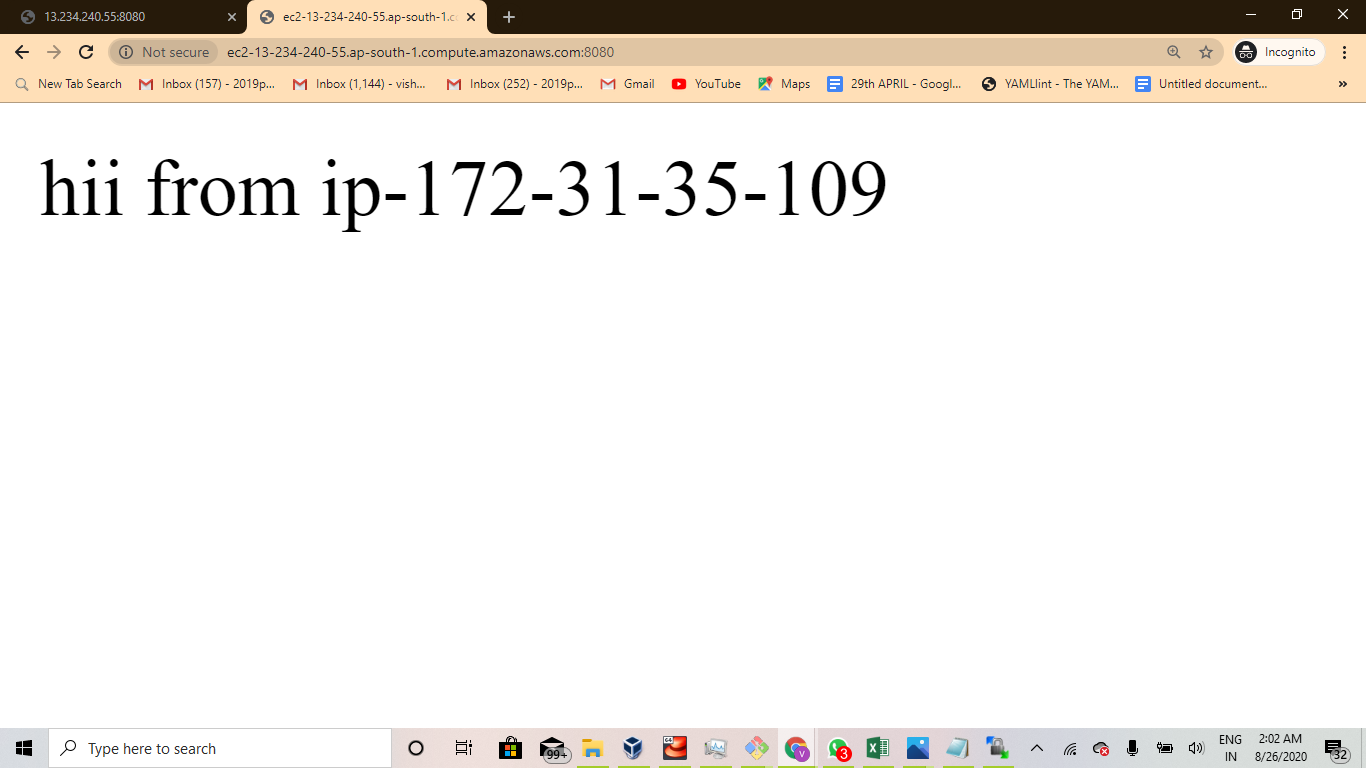 13.234.240.55:8080
ec2-13-234-240-55.ap-south-1.c
Not secure
ec2-13-234-240-55.ap-south-1.compute.amazonaws.com:8080
Incognito
New Tab Search
Inbox (157) - 2019p...
Inbox (1,144) - vish...
Inbox (252) - 2019p...
Gmail
YouTube
Maps
29th APRIL - Googl...
YAMLlint - The YAM...
Untitled document...
hii from ip-172-31-35-109
Type here to search
99+
64
V
3
ENG
IN
2:02 AM
8/26/2020
32